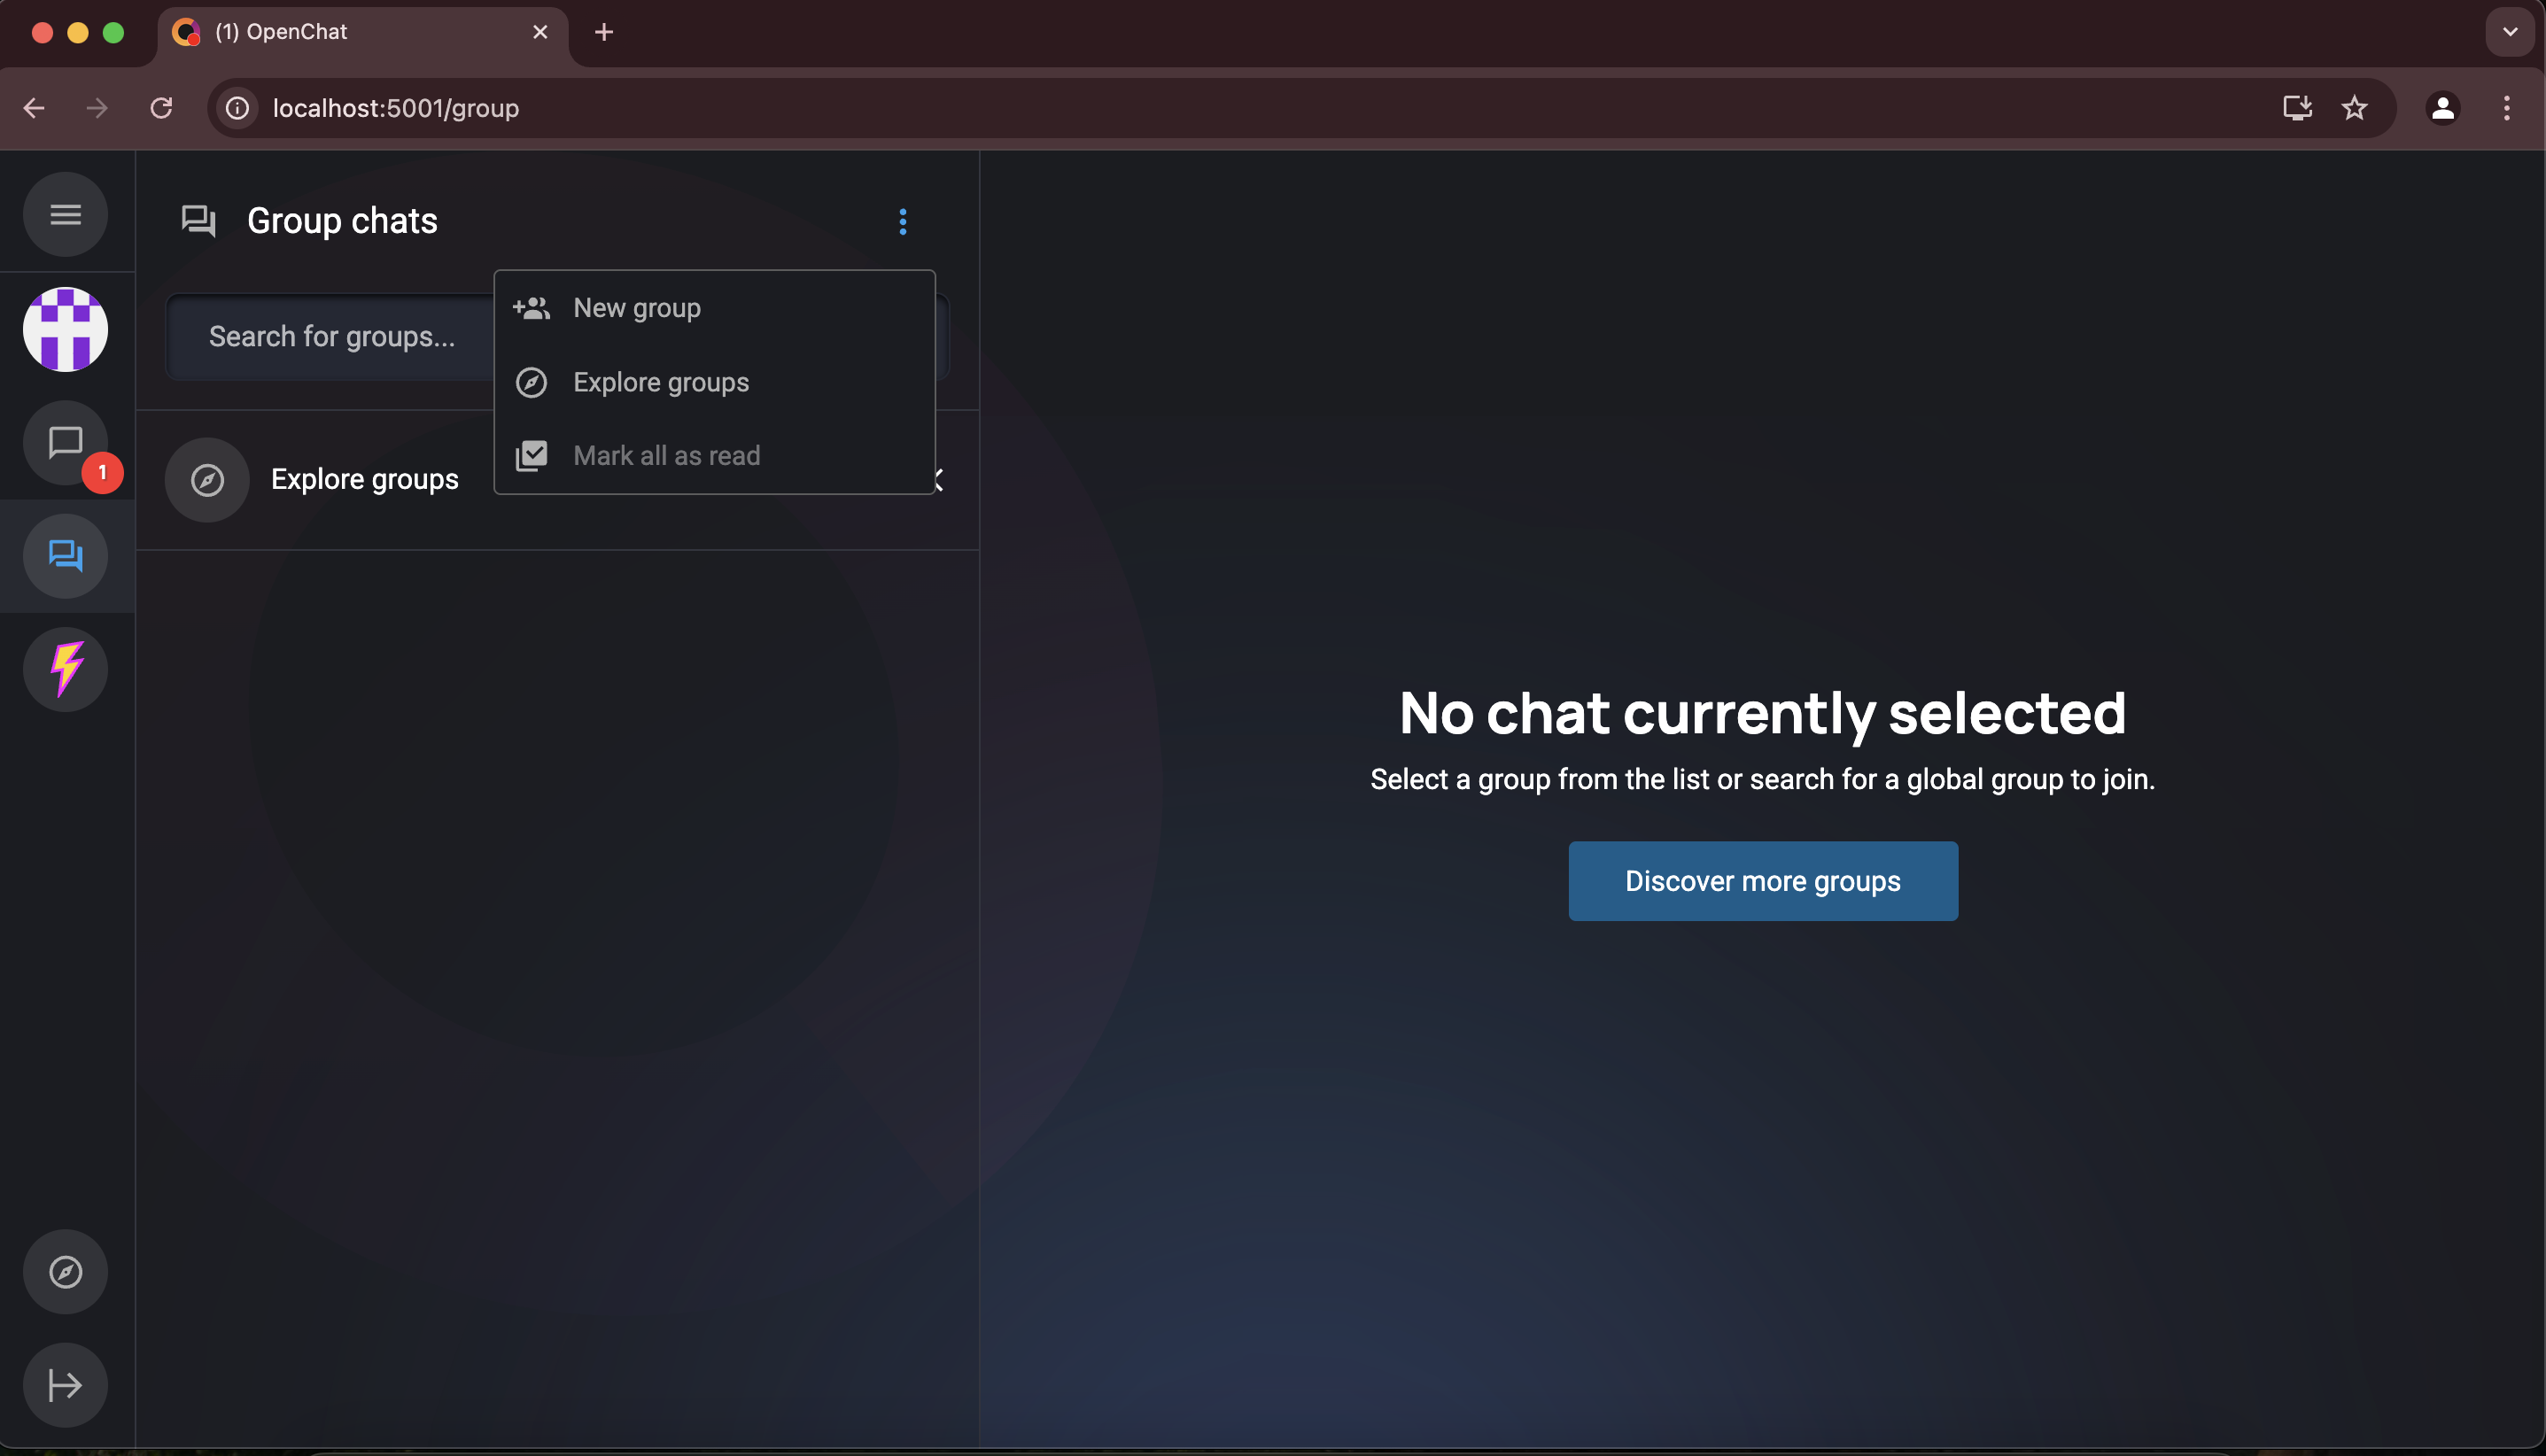 (1) OpenChat
localhost:5001/group
Group chats
New group
Search for groups...
Explore groups
Mark all as read
1
Explore groups
No chat currently selected
Select a group from the list or search for a global group to join.
Discover more groups